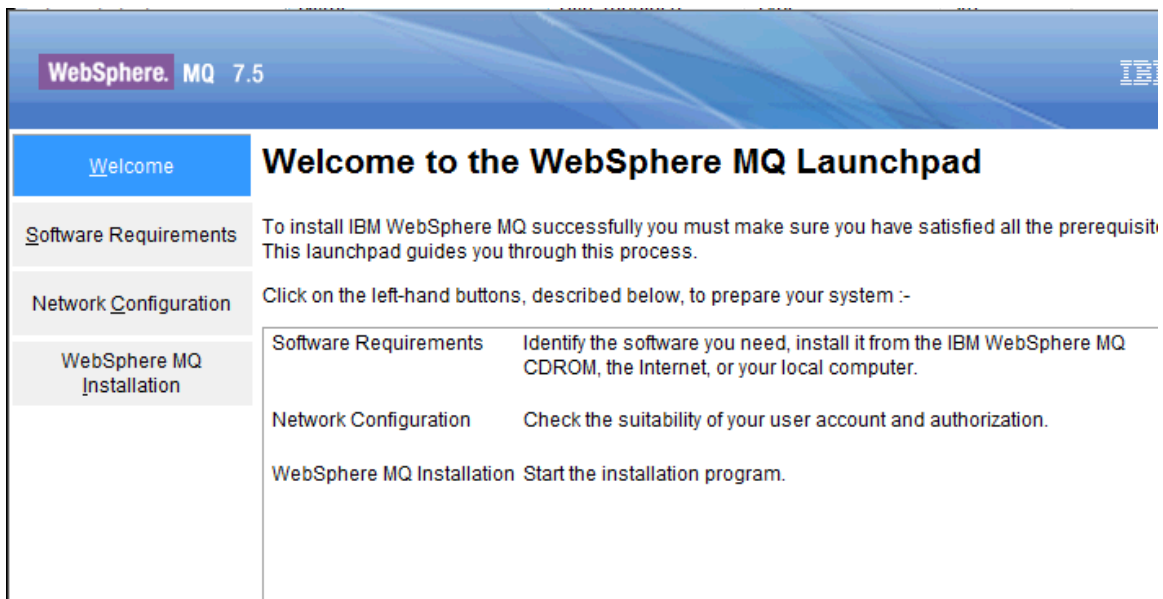 WebSphere. MQ 7.5
Welcome
Software Requirements
Network Configuration
WebSphere MQ
Installation
Welcome to the WebSphere MQ Launchpad
To install IBM WebSphere MQ successfully you must make sure you have satisfied all the prerequisite
This launchpad guides you through this process.
Click on the left-hand buttons, described below, to prepare your system :-
Software Requirements Identify the software you need, install it from the IBM WebSphere MQ
CDROM, the Internet, or your local computer.
Network Configuration Check the suitability of your user account and authorization.
WebSphere MQ Installation Start the installation program.